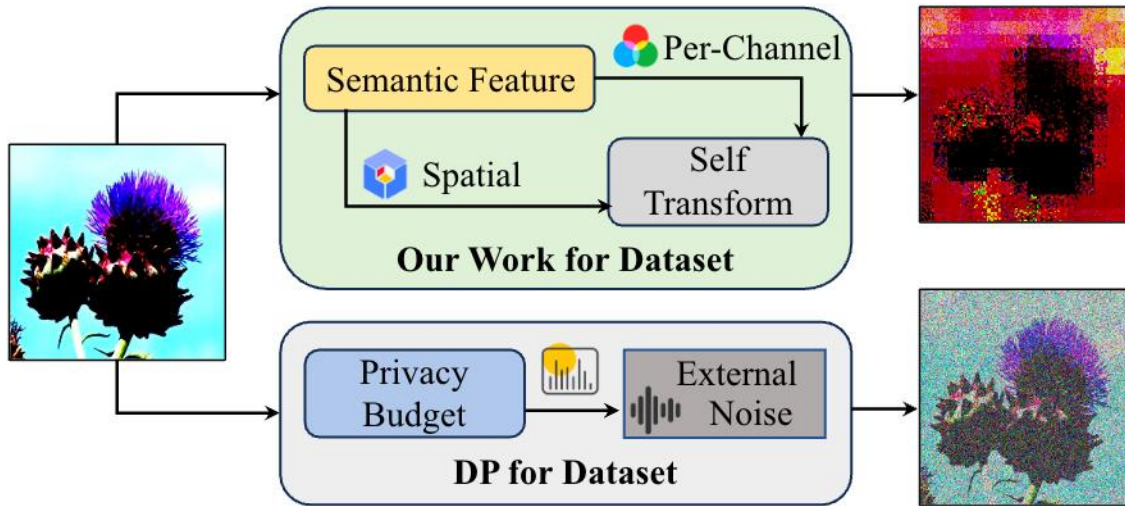 Semantic Feature
Per-Channel
Spatial
Self
Transform
Our Work for Dataset
Privacy
Budget
External
Noise
DP for Dataset